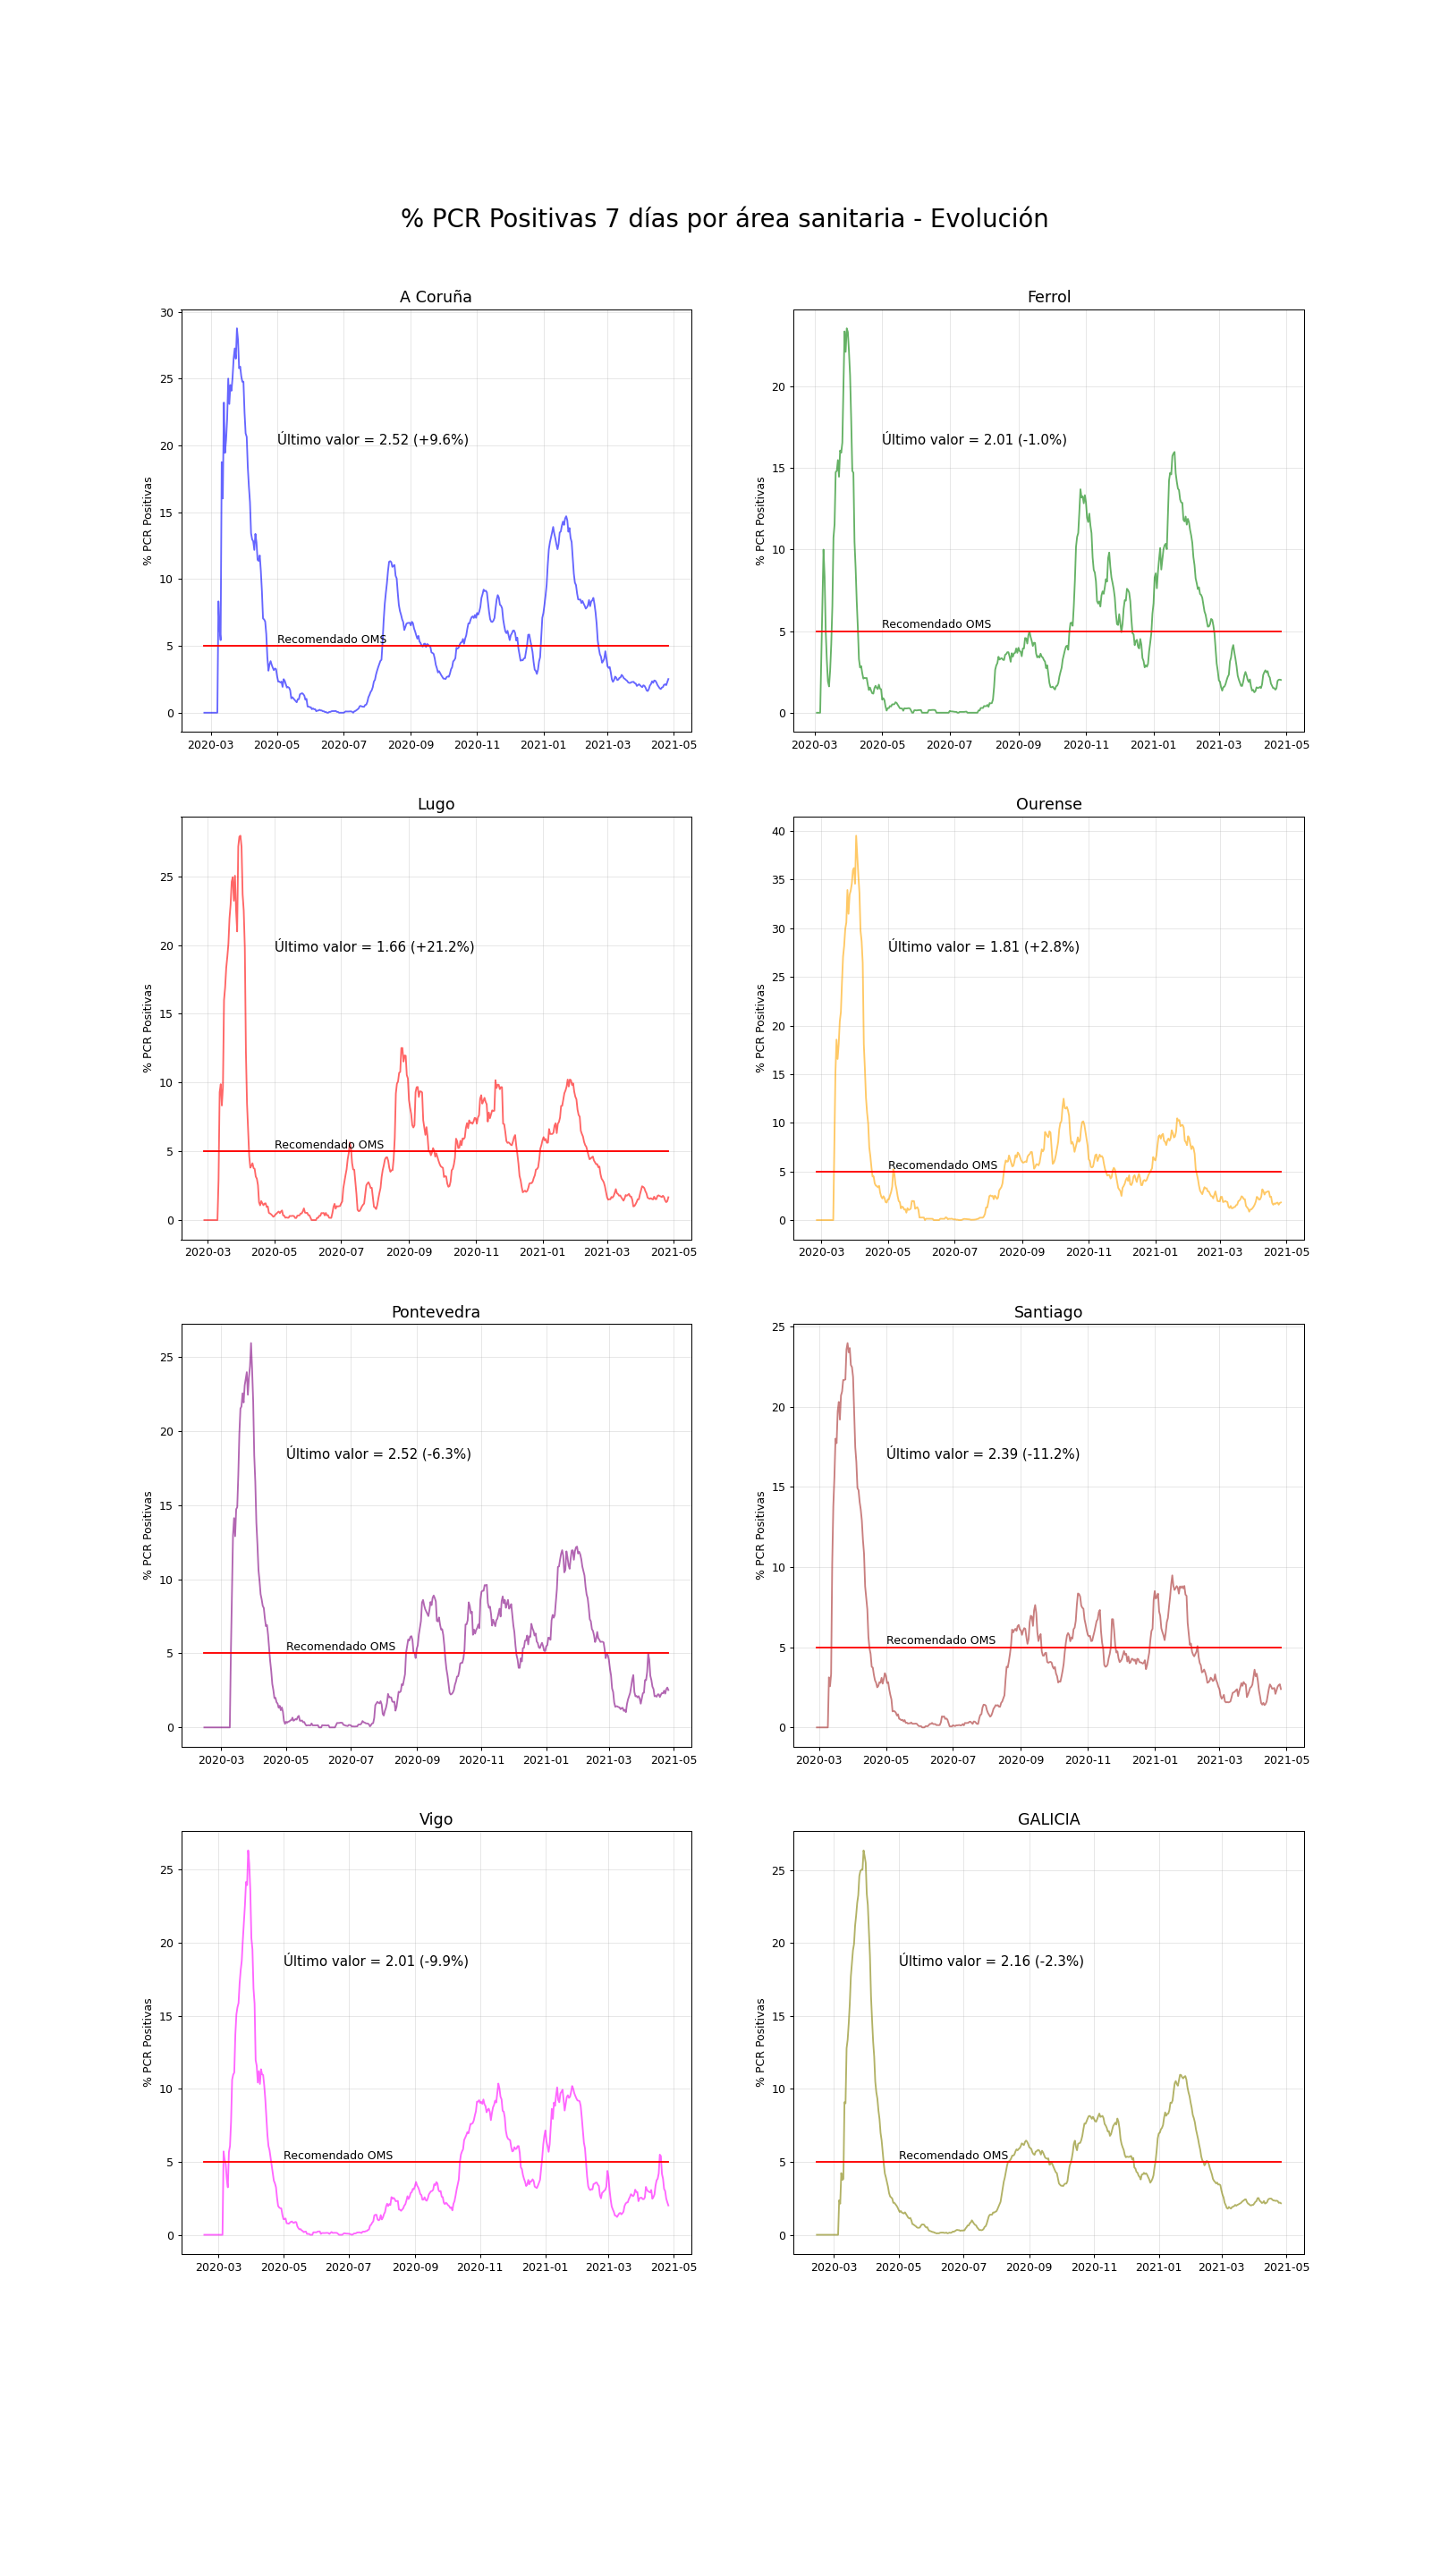 % PCR Positivas 7 días por área sanitaria - Evolución
A Coruña
% PCR Positivas
30
25
20
15
10
5
0
Último valor = 2.52 (+9.6%)
Recomendado OMS
2020-03 2020-05 2020-07 2020-09 2020-11 2021-01 2021-03 2021-05
Ferrol
% PCR Positivas
20
15
10
5
0
Último valor = 2.01 (-1.0%)
Recomendado OMS
2020-03 2020-05 2020-07 2020-09 2020-11 2021-01 2021-03 2021-05
Lugo
% PCR Positivas
25
20
15
10
5
0
Último valor = 1.66 (+21.2%)
Recomendado OMS
2020-03 2020-05 2020-07 2020-09 2020-11 2021-01 2021-03 2021-05
Ourense
% PCR Positivas
40
35
30
25
20
15
10
5
0
Último valor = 1.81 (+2.8%)
Recomendado OMS
2020-03 2020-05 2020-07 2020-09 2020-11 2021-01 2021-03 2021-05
Pontevedra
% PCR Positivas
25
20
15
10
5
0
Último valor = 2.52 (-6.3%)
Recomendado OMS
2020-03 2020-05 2020-07 2020-09 2020-11 2021-01 2021-03 2021-05
Santiago
% PCR Positivas
25
20
15
10
5
0
Último valor = 2.39 (-11.2%)
Recomendado OMS
2020-03 2020-05 2020-07 2020-09 2020-11 2021-01 2021-03 2021-05
Vigo
% PCR Positivas
25
20
15
10
5
0
Último valor = 2.01 (-9.9%)
Recomendado OMS
2020-03 2020-05 2020-07 2020-09 2020-11 2021-01 2021-03 2021-05
GALICIA
% PCR Positivas
25
20
15
10
5
0
Último valor = 2.16 (-2.3%)
Recomendado OMS
2020-03 2020-05 2020-07 2020-09 2020-11 2021-01 2021-03 2021-05